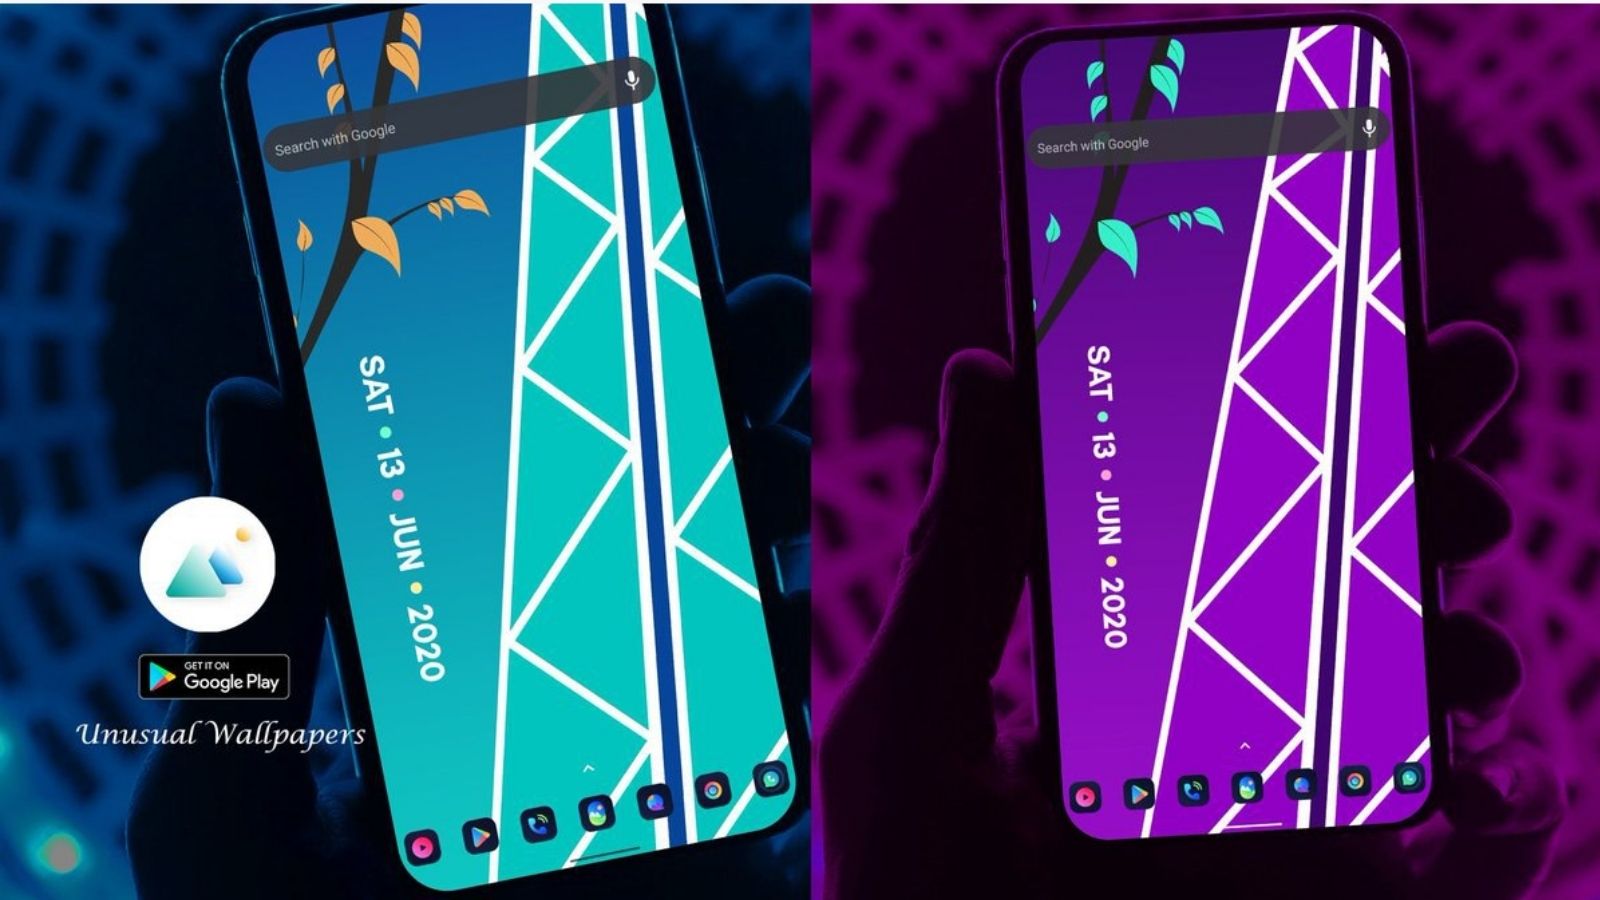 Search with Google
SAT • 13 • JUN • 2020
GET IT ON
Google Play
Unusual Wallpapers
Search with Google
SAT • 13 • JUN • 2020